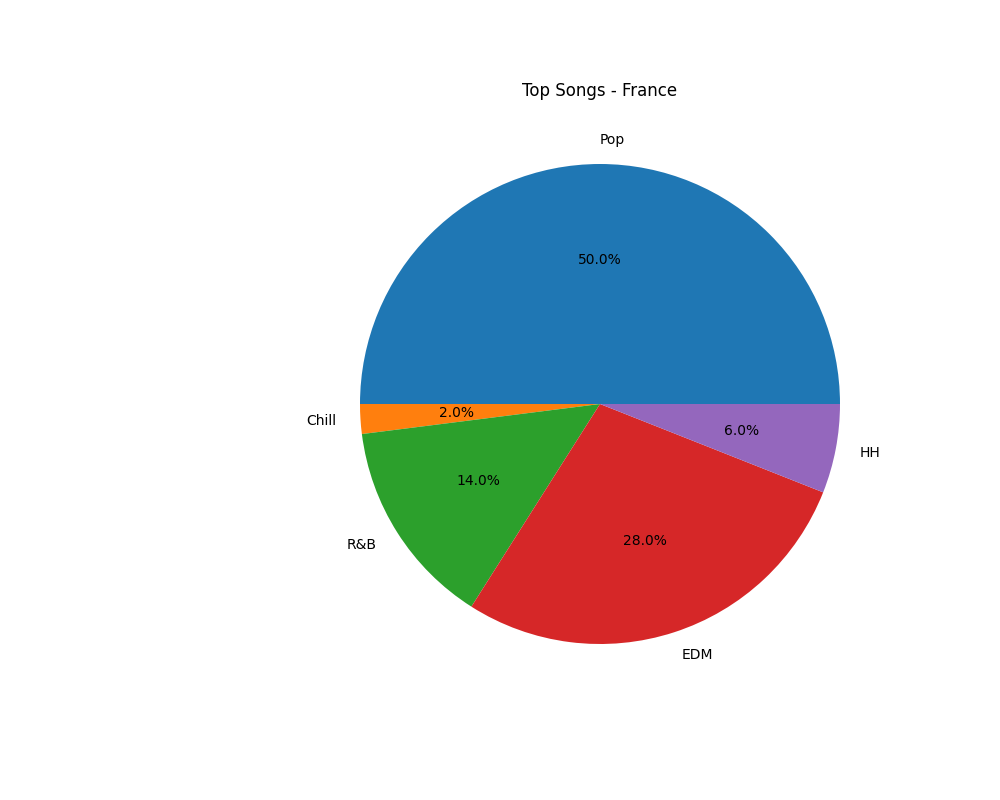 Top Songs - France
Pop
50.0%
Chill
2.0%
6.0%
HH
14.0%
R&B
28.0%
EDM